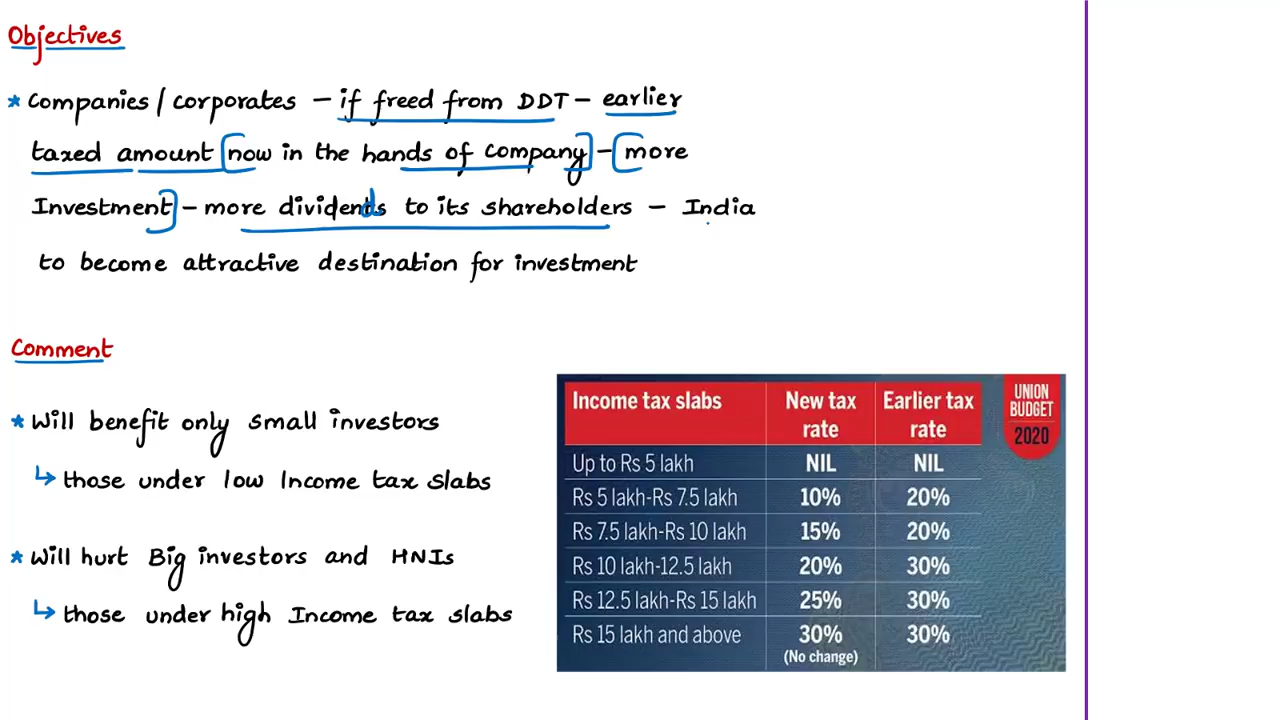 Objectives
* Companies/corporates – if freed from DDT – earlier
taxed amount [now in the hands of company] – [more
Investment] – more dividends to its shareholders – India
to become attractive destination for investment
Comment
* Will benefit only small investors
↳ those under low Income tax slabs
* Will hurt Big investors and HNIs
↳ those under high Income tax slabs
UNION
BUDGET
2020
Income tax slabs New tax rate Earlier tax rate
Up to Rs 5 lakh NIL NIL
Rs 5 lakh-Rs 7.5 lakh 10% 20%
Rs 7.5 lakh-Rs 10 lakh 15% 20%
Rs 10 lakh-12.5 lakh 20% 30%
Rs 12.5 lakh-Rs 15 lakh 25% 30%
Rs 15 lakh and above 30% 30%
(No change)